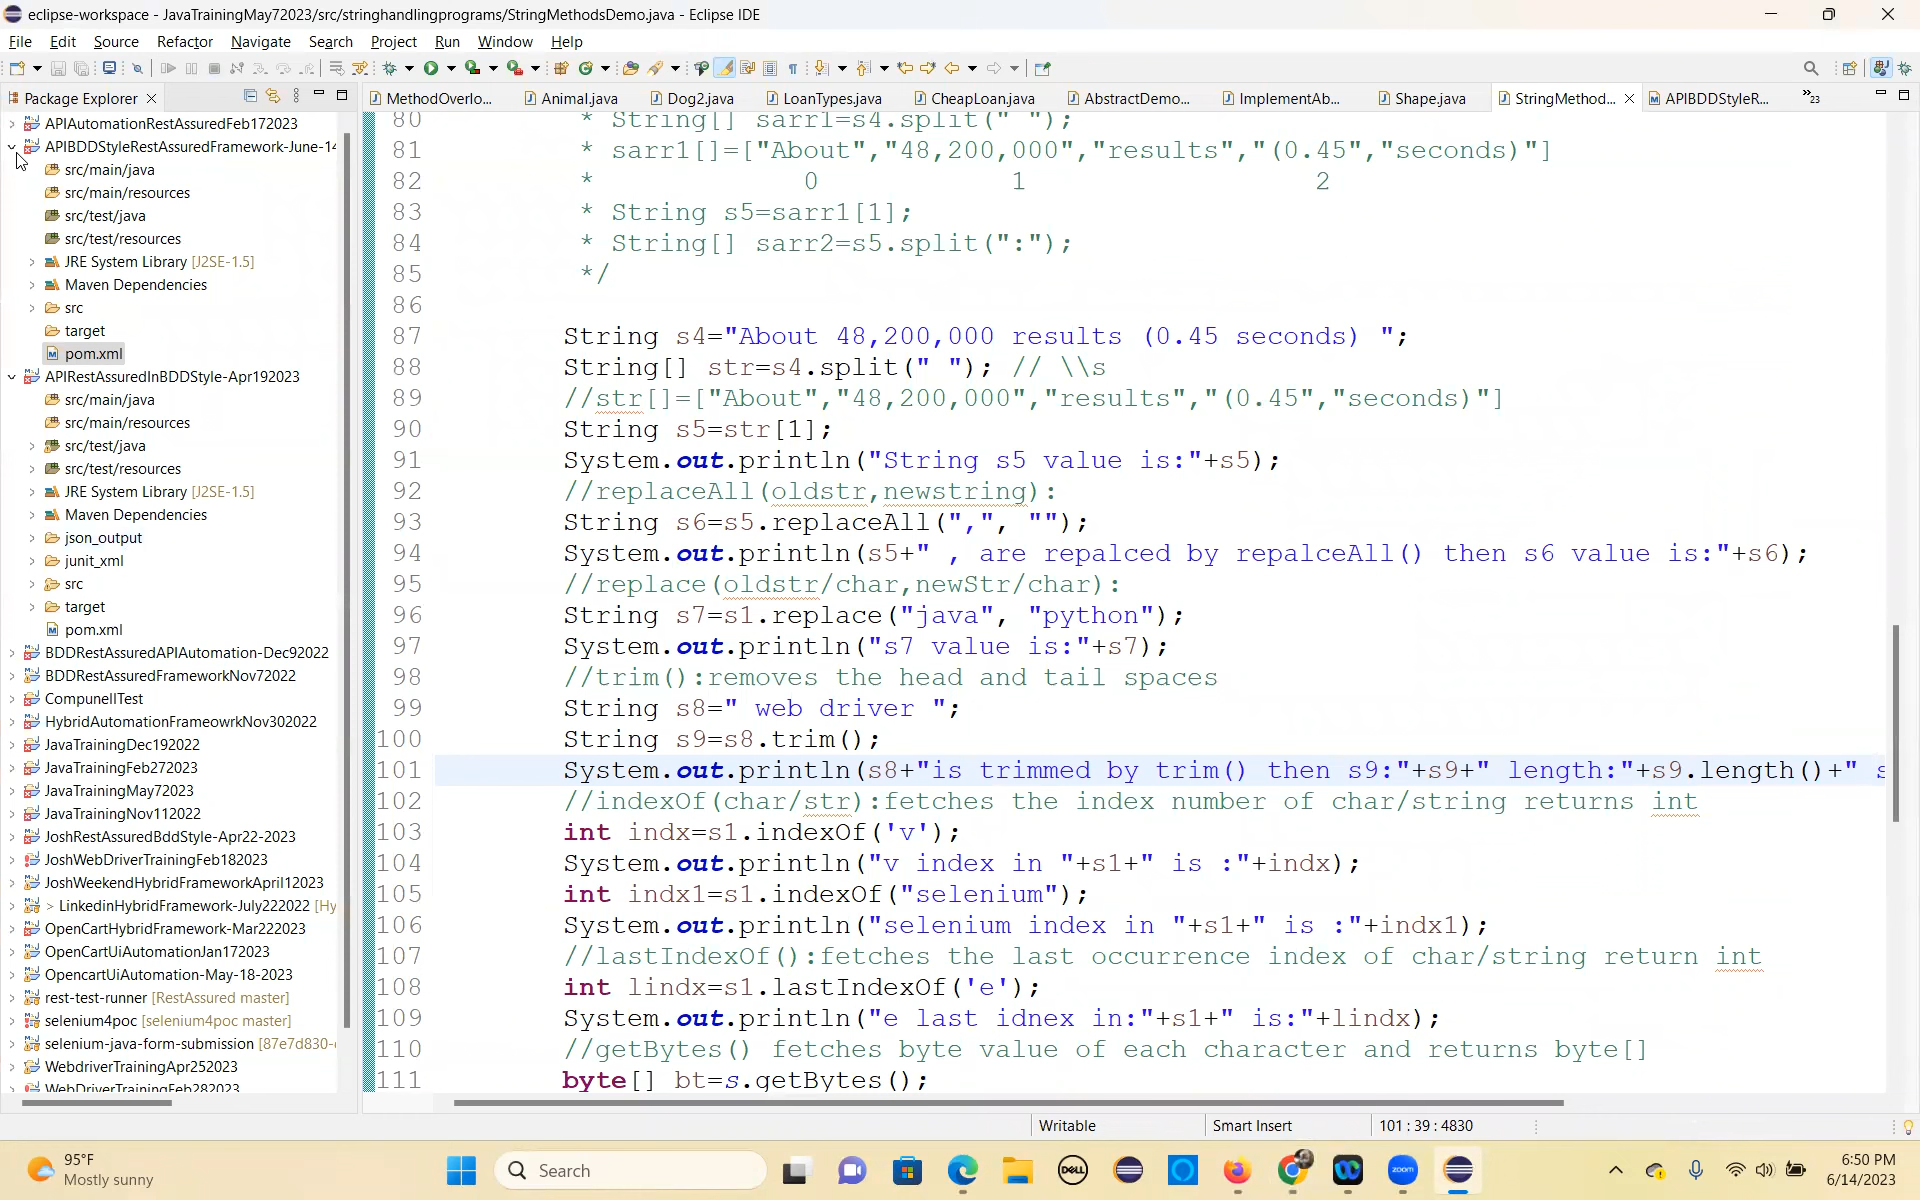 eclipse-workspace - JavaTrainingMay72023/src/stringhandlingprograms/StringMethodsDemo.java - Eclipse IDE
File Edit Source Refactor Navigate Search Project Run Window Help
Package Explorer
MethodOverlo... Animal.java Dog2.java LoanTypes.java CheapLoan.java AbstractDemo... ImplementAb... Shape.java StringMethod... APIBDDStyleR... »23
APIAutomationRestAssuredFeb172023
APIBDDStyleRestAssuredFramework-June-14
src/main/java
src/main/resources
src/test/java
src/test/resources
JRE System Library [J2SE-1.5]
Maven Dependencies
src
target
pom.xml
APIRestAssuredInBDDStyle-Apr192023
src/main/java
src/main/resources
src/test/java
src/test/resources
JRE System Library [J2SE-1.5]
Maven Dependencies
json_output
junit_xml
src
target
pom.xml
BDDRestAssuredAPIAutomation-Dec92022
BDDRestAssuredFrameworkNov72022
CompunellTest
HybridAutomationFrameowrkNov302022
JavaTrainingDec192022
JavaTrainingFeb272023
JavaTrainingMay72023
JavaTrainingNov112022
JoshRestAssuredBddStyle-Apr22-2023
JoshWebDriverTrainingFeb182023
JoshWeekendHybridFrameworkApril12023
> LinkedinHybridFramework-July222022 [Hy
OpenCartHybridFramework-Mar222023
OpenCartUiAutomationJan172023
OpencartUiAutomation-May-18-2023
rest-test-runner [RestAssured master]
selenium4poc [selenium4poc master]
selenium-java-form-submission [87e7d830-
WebdriverTrainingApr252023
WebDriverTrainingFeb282023
80 * String[] sarr1=s4.split(" ");
81 * sarr1[]=["About","48,200,000","results","(0.45","seconds)"]
82 * 0 1 2
83 * String s5=sarr1[1];
84 * String[] sarr2=s5.split(":");
85 */
86
87 String s4="About 48,200,000 results (0.45 seconds) ";
88 String[] str=s4.split(" "); // \\s
89 //str[]=["About","48,200,000","results","(0.45","seconds)"]
90 String s5=str[1];
91 System.out.println("String s5 value is:"+s5);
92 //replaceAll(oldstr,newstring):
93 String s6=s5.replaceAll(",", "");
94 System.out.println(s5+" , are repalced by repalceAll() then s6 value is:"+s6);
95 //replace(oldstr/char,newStr/char):
96 String s7=s1.replace("java", "python");
97 System.out.println("s7 value is:"+s7);
98 //trim():removes the head and tail spaces
99 String s8=" web driver ";
100 String s9=s8.trim();
101 System.out.println(s8+"is trimmed by trim() then s9:"+s9+" length:"+s9.length()+" s
102 //indexOf(char/str):fetches the index number of char/string returns int
103 int indx=s1.indexOf('v');
104 System.out.println("v index in "+s1+" is :"+indx);
105 int indx1=s1.indexOf("selenium");
106 System.out.println("selenium index in "+s1+" is :"+indx1);
107 //lastIndexOf():fetches the last occurrence index of char/string return int
108 int lindx=s1.lastIndexOf('e');
109 System.out.println("e last idnex in:"+s1+" is:"+lindx);
110 //getBytes() fetches byte value of each character and returns byte[]
111 byte[] bt=s.getBytes();
Writable Smart Insert 101 : 39 : 4830
95°F
Mostly sunny
Search
DELL
zoom
6:50 PM
6/14/2023